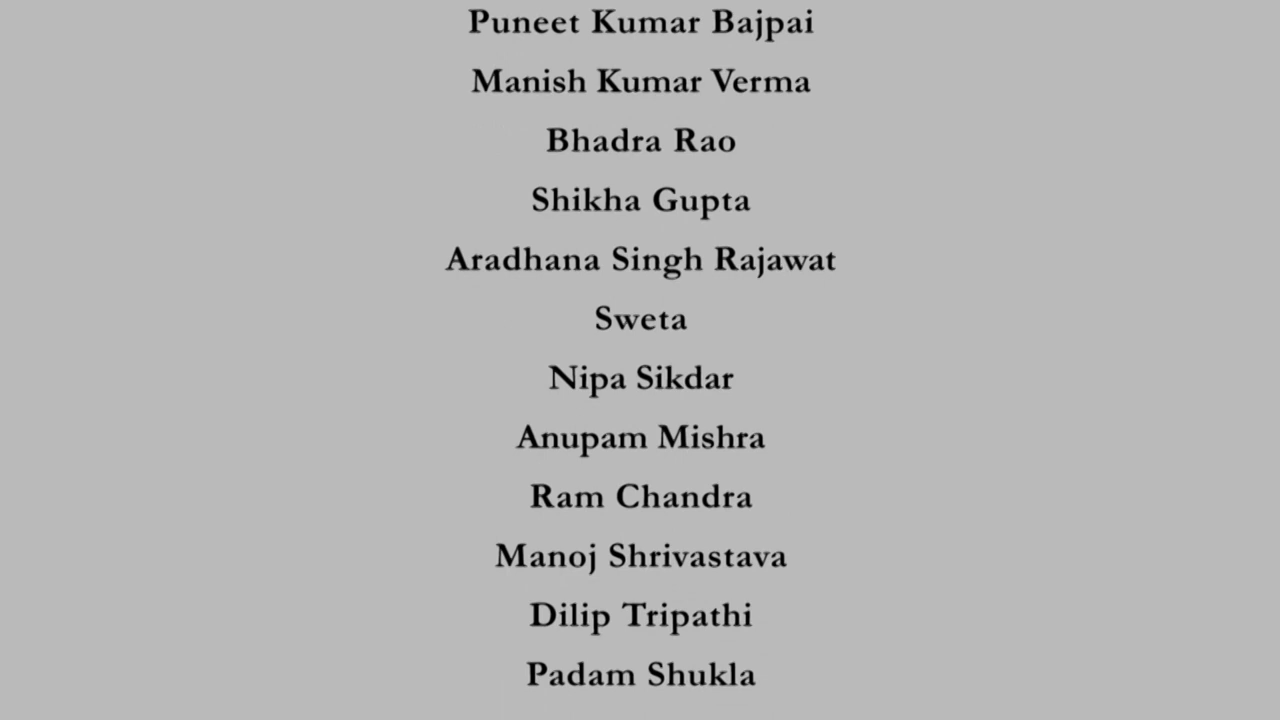 Puneet Kumar Bajpai
Manish Kumar Verma
Bhadra Rao
Shikha Gupta
Aradhana Singh Rajawat
Sweta
Nipa Sikdar
Anupam Mishra
Ram Chandra
Manoj Shrivastava
Dilip Tripathi
Padam Shukla